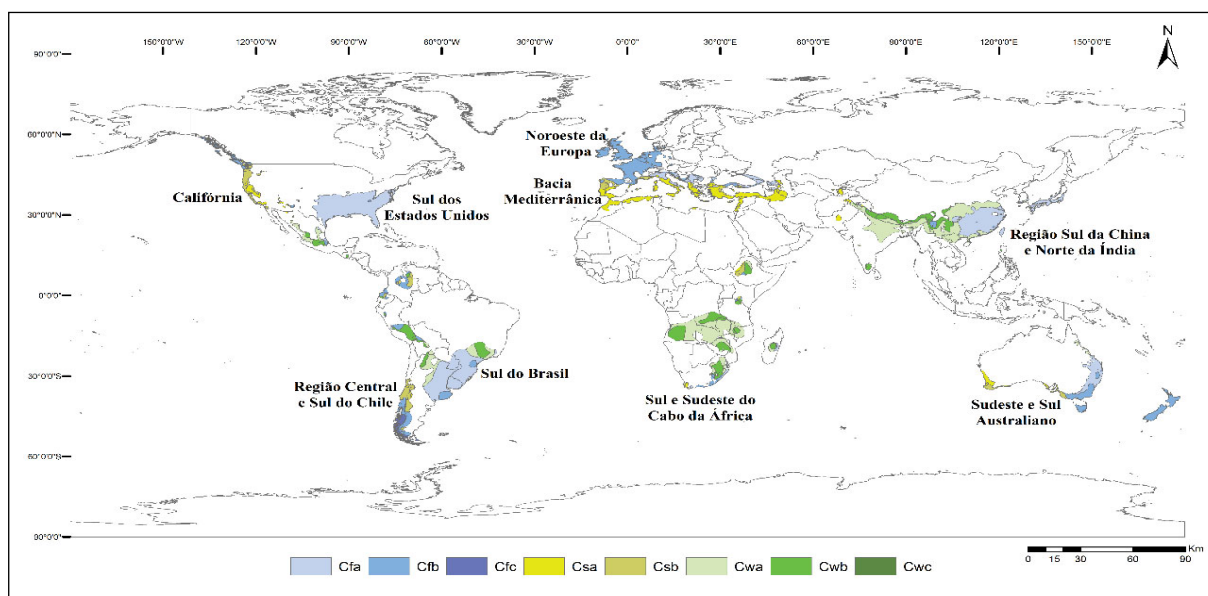 N
150°0'0"W 120°0'0"W 90°0'0"W 60°0'0"W 30°0'0"W 0°0'0" 30°0'0"E 60°0'0"E 90°0'0"E 120°0'0"E 150°0'0"E
90°0'0"
60°0'0"N
30°0'0"N
0°0'0"
30°0'0"S
60°0'0"S
90°0'0"
Noroeste da
Europa
Califórnia
Sul dos
Estados Unidos
Bacia
Mediterrânica
Região Sul da China
e Norte da Índia
Região Central
e Sul do Chile
Sul do Brasil
Sul e Sudeste do
Cabo da África
Sudeste e Sul
Australiano
Cfa Cfb Cfc Csa Csb Cwa Cwb Cwc
Km
0 15 30 60 90